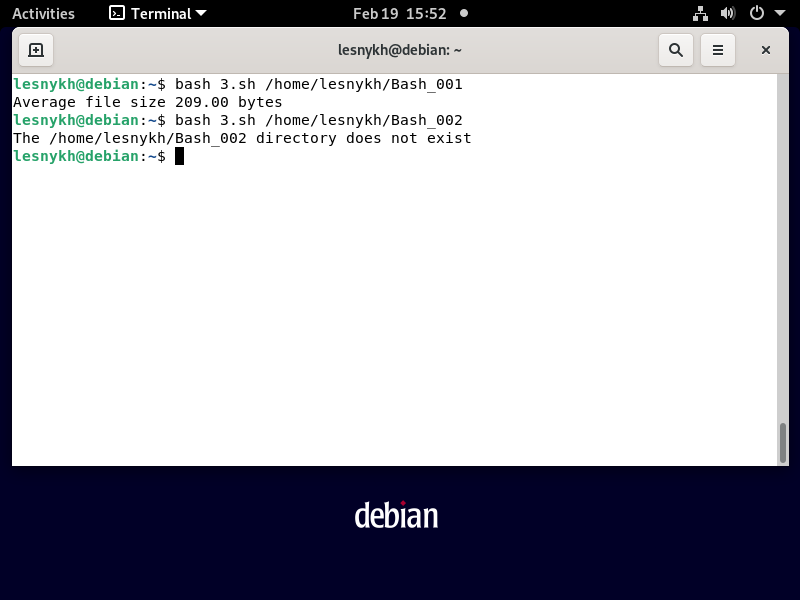 Activities Terminal Feb 19 15:52
lesnykh@debian: ~
lesnykh@debian:~$ bash 3.sh /home/lesnykh/Bash_001
Average file size 209.00 bytes
lesnykh@debian:~$ bash 3.sh /home/lesnykh/Bash_002
The /home/lesnykh/Bash_002 directory does not exist
lesnykh@debian:~$
debian